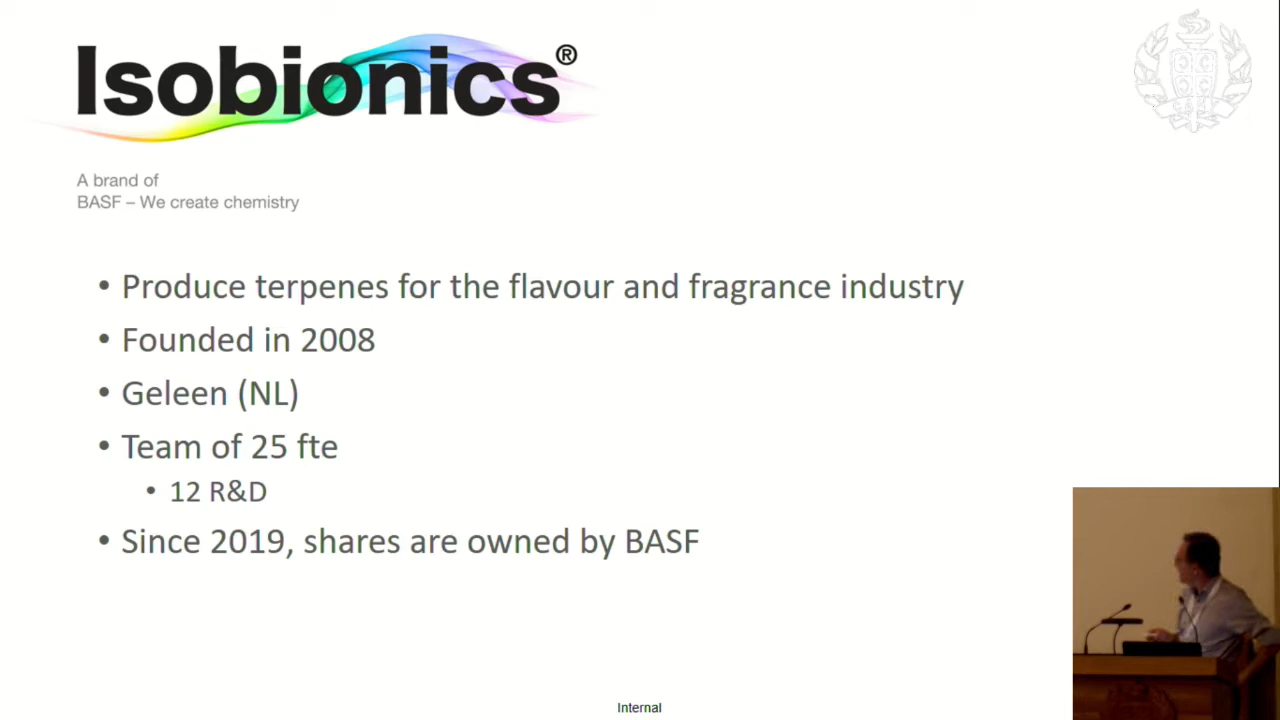 Isobionics®
A brand of
BASF – We create chemistry
• Produce terpenes for the flavour and fragrance industry
• Founded in 2008
• Geleen (NL)
• Team of 25 fte
• 12 R&D
• Since 2019, shares are owned by BASF
Internal